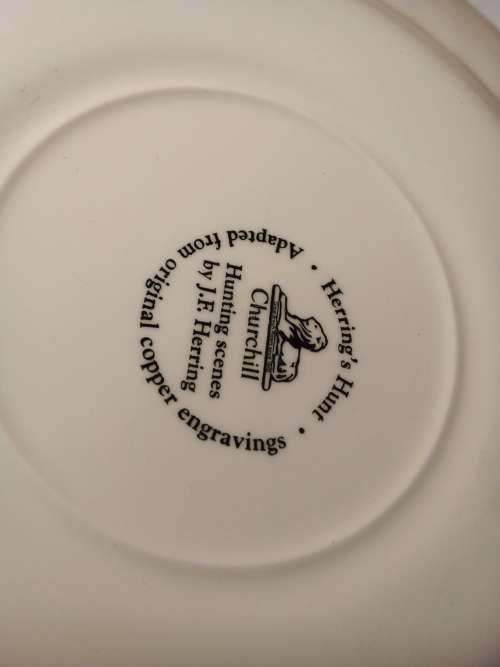 Herring's Hunt •
Churchill
Hunting scenes
by J.F. Herring
Adapted from original copper engravings •